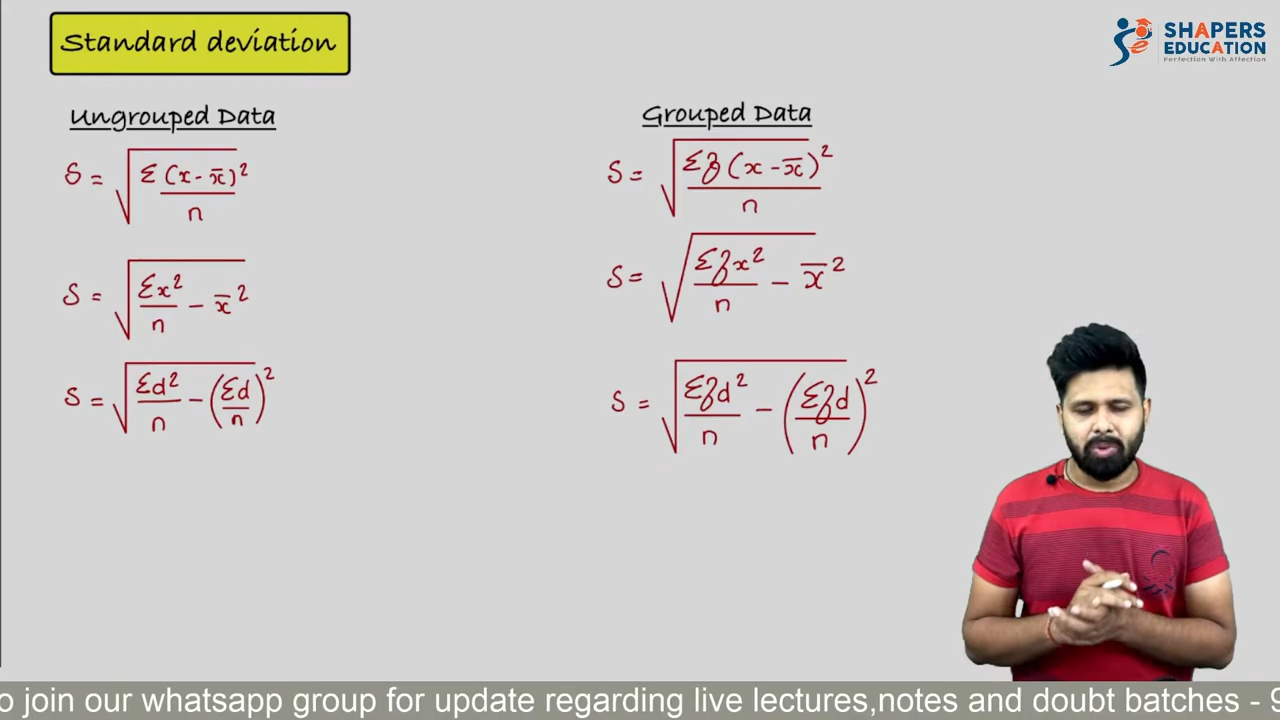 Standard deviation
SHAPERS
EDUCATION
Perfection With Affection
Ungrouped Data
S = √(Σ(x - x̄)² / n)
S = √(Σx² / n - x̄²)
S = √(Σd² / n - (Σd / n)²)
Grouped Data
S = √(Σf(x - x̄)² / n)
S = √(Σfx² / n - x̄²)
S = √(Σfd² / n - (Σfd / n)²)
o join our whatsapp group for update regarding live lectures,notes and doubt batches - 9